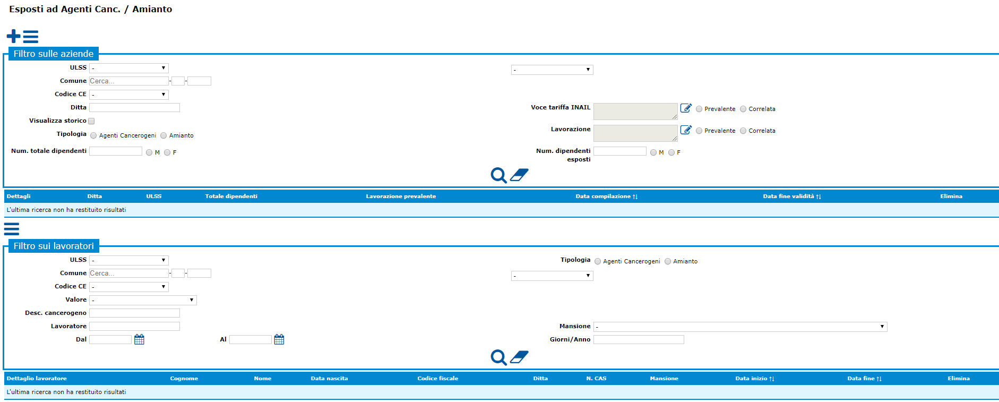 Esposti ad Agenti Canc. / Amianto
Filtro sulle aziende
ULSS - -
Comune Cerca... - -
Codice CE -
Ditta Voce tariffa INAIL Prevalente Correlata
Visualizza storico
Lavorazione Prevalente Correlata
Tipologia Agenti Cancerogeni Amianto
Num. totale dipendenti M F Num. dipendenti esposti M F
Dettagli Ditta ULSS Totale dipendenti Lavorazione prevalente Data compilazione ↑↓ Data fine validità ↑↓ Elimina
L'ultima ricerca non ha restituito risultati
Filtro sui lavoratori
ULSS - Tipologia Agenti Cancerogeni Amianto
Comune Cerca... - - -
Codice CE -
Valore -
Desc. cancerogeno
Lavoratore Mansione -
Dal Al Giorni/Anno
Dettaglio lavoratore Cognome Nome Data nascita Codice fiscale Ditta N. CAS Mansione Data inizio ↑↓ Data fine ↑↓ Elimina
L'ultima ricerca non ha restituito risultati